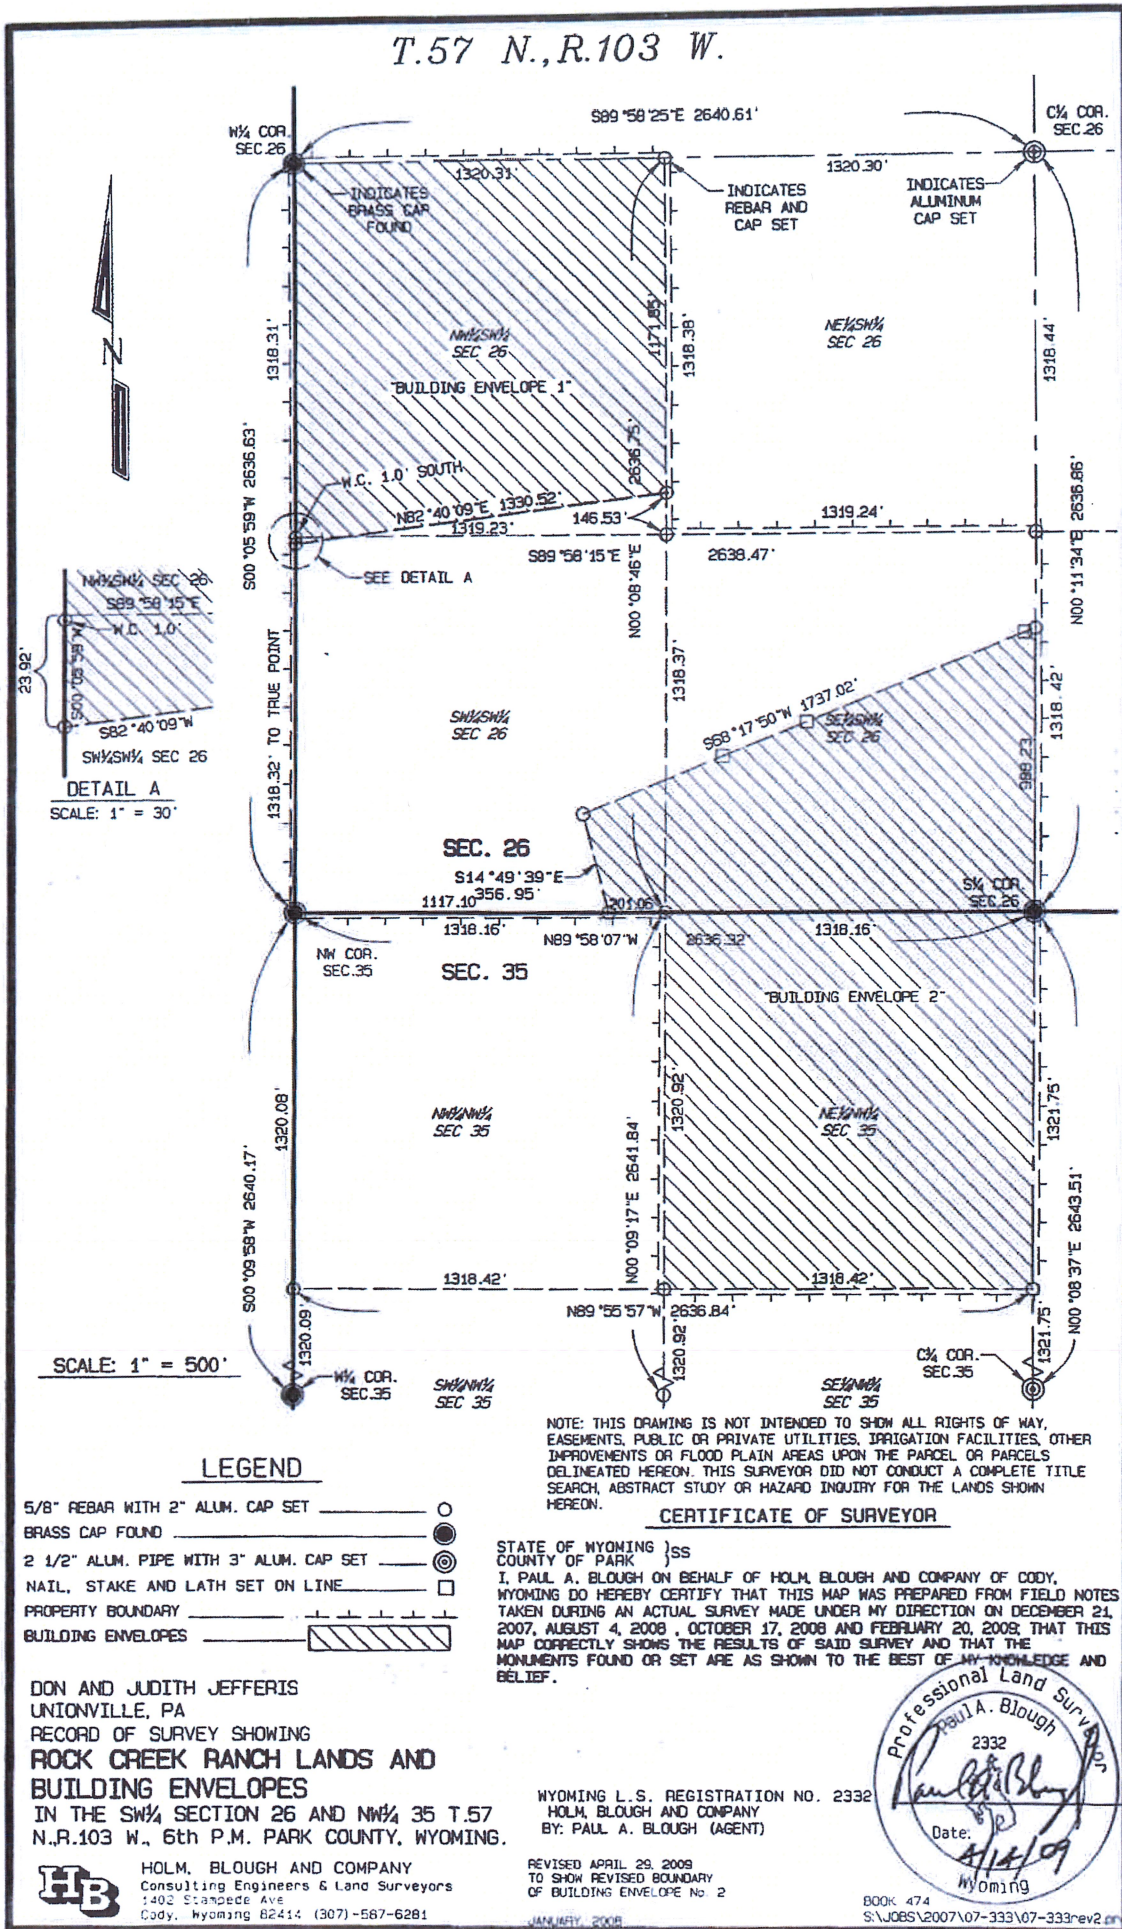 T.57 N.,R.103 W.
S89°58'25"E 2640.61'
W¼ COR.
SEC.26
C¼ COR.
SEC.26
1320.31'
1320.30'
INDICATES
BRASS CAP
FOUND
INDICATES
REBAR AND
CAP SET
INDICATES
ALUMINUM
CAP SET
N
1318.31'
NW¼SW¼
SEC 26
1171.85'
1318.38'
NE¼SW¼
SEC 26
1318.44'
"BUILDING ENVELOPE 1"
S00°05'59"W 2636.63'
W.C. 1.0' SOUTH
2636.75'
N82°40'09"E 1330.52'
1319.23'
146.53'
1319.24'
N00°11'34"E 2636.86'
S89°58'15"E
2638.47'
SEE DETAIL A
N00°08'46"E
NW¼SW¼ SEC 26
S89°58'15"E
W.C. 1.0'
23.92'
S00°05'59"W
S82°40'09"W
SW¼SW¼ SEC 26
DETAIL A
SCALE: 1" = 30'
1318.32' TO TRUE POINT
1318.37'
SW¼SW¼
SEC 26
S68°17'50"W 1737.02'
SE¼SW¼
SEC 26
1318.42'
988.23
SEC. 26
S14°49'39"E
356.95'
S¼ COR.
SEC.26
1117.10'
201.06'
1318.16'
N89°58'07"W
2636.32'
1318.16'
NW COR.
SEC.35
SEC. 35
"BUILDING ENVELOPE 2"
1320.08'
NW¼NW¼
SEC 35
1320.92'
NE¼NW¼
SEC 35
1321.75'
S00°09'58"W 2640.17'
N00°09'17"E 2641.84'
N00°08'37"E 2643.51'
1318.42'
1318.42'
N89°55'57"W 2636.84'
1320.09'
1320.92'
1321.75'
SCALE: 1" = 500'
W¼ COR.
SEC.35
SW¼NW¼
SEC 35
C¼ COR.
SEC.35
SE¼NW¼
SEC 35
NOTE: THIS DRAWING IS NOT INTENDED TO SHOW ALL RIGHTS OF WAY,
EASEMENTS, PUBLIC OR PRIVATE UTILITIES, IRRIGATION FACILITIES, OTHER
IMPROVEMENTS OR FLOOD PLAIN AREAS UPON THE PARCEL OR PARCELS
DELINEATED HEREON. THIS SURVEYOR DID NOT CONDUCT A COMPLETE TITLE
SEARCH, ABSTRACT STUDY OR HAZARD INQUIRY FOR THE LANDS SHOWN
HEREON.
LEGEND
5/8" REBAR WITH 2" ALUM. CAP SET
BRASS CAP FOUND
2 1/2" ALUM. PIPE WITH 3" ALUM. CAP SET
NAIL, STAKE AND LATH SET ON LINE
PROPERTY BOUNDARY
BUILDING ENVELOPES
CERTIFICATE OF SURVEYOR
STATE OF WYOMING )SS
COUNTY OF PARK )
I, PAUL A. BLOUGH ON BEHALF OF HOLM, BLOUGH AND COMPANY OF CODY,
WYOMING DO HEREBY CERTIFY THAT THIS MAP WAS PREPARED FROM FIELD NOTES
TAKEN DURING AN ACTUAL SURVEY MADE UNDER MY DIRECTION ON DECEMBER 21,
2007, AUGUST 4, 2008 , OCTOBER 17, 2008 AND FEBRUARY 20, 2009; THAT THIS
MAP CORRECTLY SHOWS THE RESULTS OF SAID SURVEY AND THAT THE
MONUMENTS FOUND OR SET ARE AS SHOWN TO THE BEST OF MY KNOWLEDGE AND
BELIEF.
DON AND JUDITH JEFFERIS
UNIONVILLE, PA
RECORD OF SURVEY SHOWING
ROCK CREEK RANCH LANDS AND
BUILDING ENVELOPES
IN THE SW¼ SECTION 26 AND NW¼ 35 T.57
N.,R.103 W., 6th P.M. PARK COUNTY, WYOMING.
Professional Land Surveyor
Paul A. Blough
2332
Paul A Blough
Date:
4/14/09
Wyoming
WYOMING L.S. REGISTRATION NO. 2332
HOLM, BLOUGH AND COMPANY
BY: PAUL A. BLOUGH (AGENT)
HB
HOLM, BLOUGH AND COMPANY
Consulting Engineers & Land Surveyors
1402 Stampede Ave
Cody, Wyoming 82414 (307)-587-6281
REVISED APRIL 29, 2009
TO SHOW REVISED BOUNDARY
OF BUILDING ENVELOPE No. 2
JANUARY, 2008
BOOK 474
S:\JOBS\2007\07-333\07-333rev2.pr